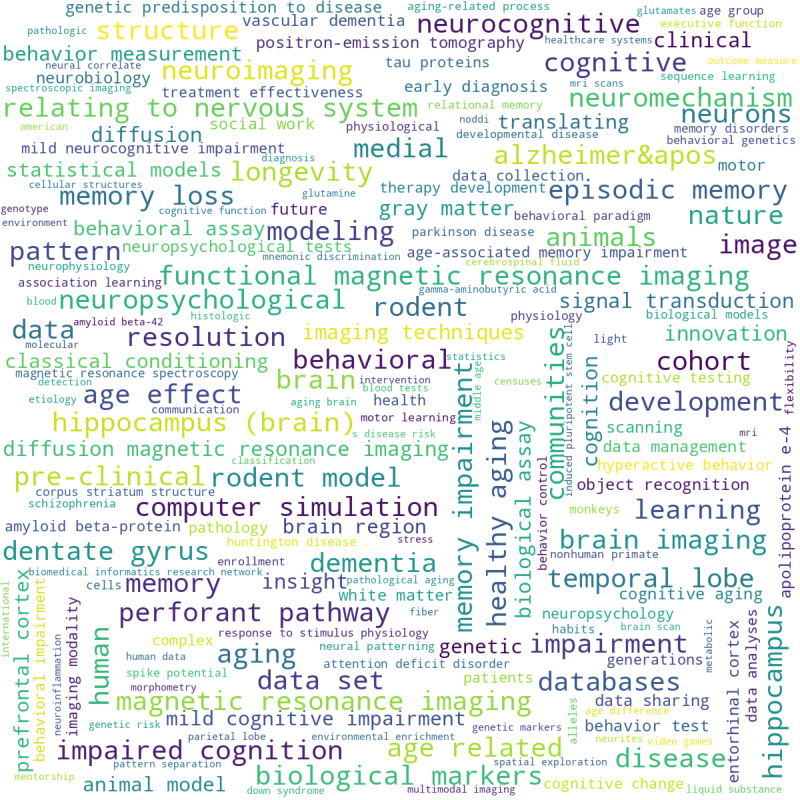 genetic predisposition to disease
aging-related process
glutamates
age group
pathologic
structure
vascular dementia
neurocognitive
executive function
behavior measurement
positron-emission tomography
healthcare systems
clinical
neural correlate
neurobiology
neuroimaging
tau proteins
cognitive
outcome measure
spectroscopic imaging
treatment effectiveness
early diagnosis
mri scans
sequence learning
relating to nervous system
relational memory
neuromechanism
american
social work
physiological
noddi
translating
neurons
diffusion
developmental disease
memory disorders
behavioral genetics
mild neurocognitive impairment
medial
alzheimer&apos
statistical models
diagnosis
longevity
data collection
motor
cellular structures
memory loss
glutamine
therapy development
episodic memory
genotype
cognitive function
future
gray matter
behavioral paradigm
nature
environment
behavioral assay
modeling
parkinson disease
animals
image
pattern
neuropsychological tests
age-associated memory impairment
neurophysiology
mnemonic discrimination
cerebrospinal fluid
association learning
functional magnetic resonance imaging
blood
neuropsychological
gamma-aminobutyric acid
signal transduction
histologic
rodent
physiology
biological models
data
amyloid beta-42
resolution
imaging techniques
communities
light
innovation
molecular
classical conditioning
behavioral
statistics
induced pluripotent stem cell
cohort
flexibility
magnetic resonance spectroscopy
detection
brain
intervention
blood tests
memory impairment
middle age
censuses
cognition
cognitive testing
etiology
age effect
aging brain
health
development
communication
hippocampus (brain)
motor learning
healthy aging
scanning
s disease risk
mri
diffusion magnetic resonance imaging
biological assay
data management
classification
pre-clinical
rodent model
behavior control
hyperactive behavior
apolipoprotein e-4
corpus striatum structure
object recognition
schizophrenia
computer simulation
monkeys
learning
amyloid beta-protein
pathology
brain region
huntington disease
stress
nonhuman primate
brain imaging
dentate gyrus
enrollment
dementia
biomedical informatics research network
pathological aging
temporal lobe
cells
memory
insight
white matter
cognitive aging
international
prefrontal cortex
behavioral impairment
perforant pathway
fiber
habits
neuropsychology
brain scan
hippocampus
neuroinflammation
imaging modality
human
complex
response to stimulus physiology
neural patterning
genetic
impairment
metabolic
entorhinal cortex
data analyses
human data
aging
attention deficit disorder
generations
spike potential
data set
patients
databases
morphometry
magnetic resonance imaging
data sharing
genetic risk
mild cognitive impairment
genetic markers
alleles
age difference
behavior test
parietal lobe
environmental enrichment
neurites
video games
impaired cognition
age related
disease
pattern separation
spatial exploration
mentorship
animal model
biological markers
cognitive change
down syndrome
multimodal imaging
liquid substance